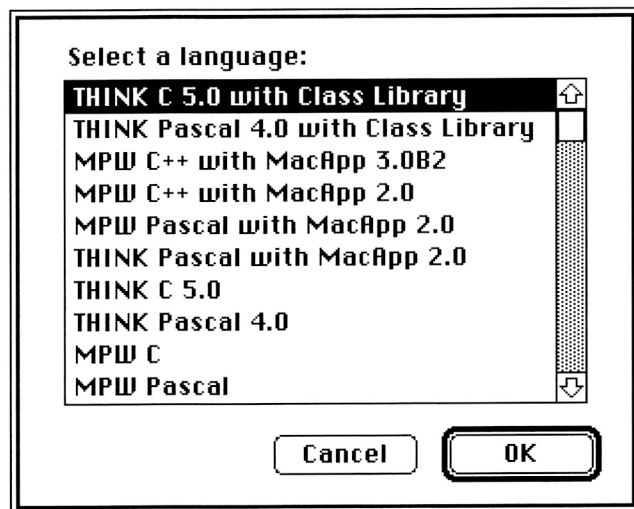 Select a language:
THINK C 5.0 with Class Library
THINK Pascal 4.0 with Class Library
MPW C++ with MacApp 3.0B2
MPW C++ with MacApp 2.0
MPW Pascal with MacApp 2.0
THINK Pascal with MacApp 2.0
THINK C 5.0
THINK Pascal 4.0
MPW C
MPW Pascal
Cancel OK